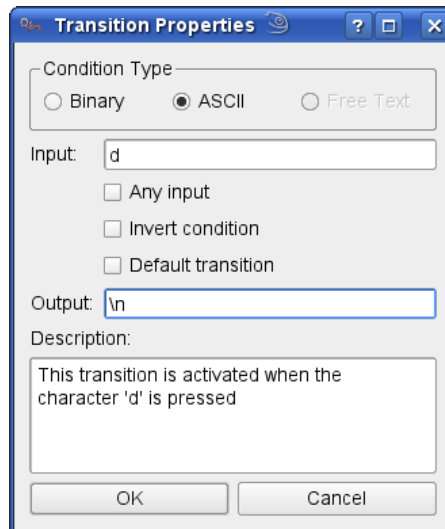 Transition Properties
Condition Type
Binary ASCII Free Text
Input: d
Any input
Invert condition
Default transition
Output: \n
Description:
This transition is activated when the
character 'd' is pressed
OK Cancel